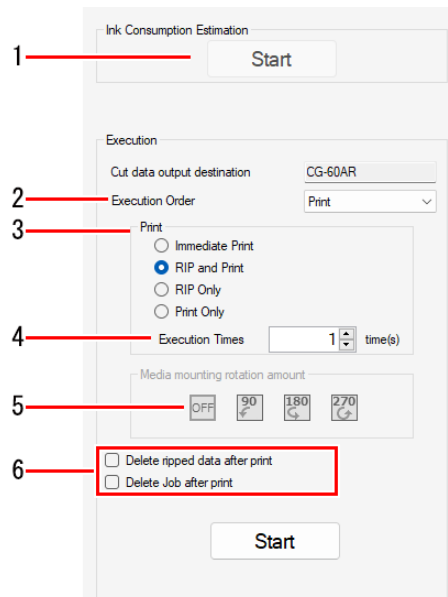 Ink Consumption Estimation
1
Start
Execution
Cut data output destination CG-60AR
2 Execution Order Print
3 Print
Immediate Print
RIP and Print
RIP Only
Print Only
4 Execution Times 1 time(s)
Media mounting rotation amount
5 OFF 90 180 270
6
Delete ripped data after print
Delete Job after print
Start